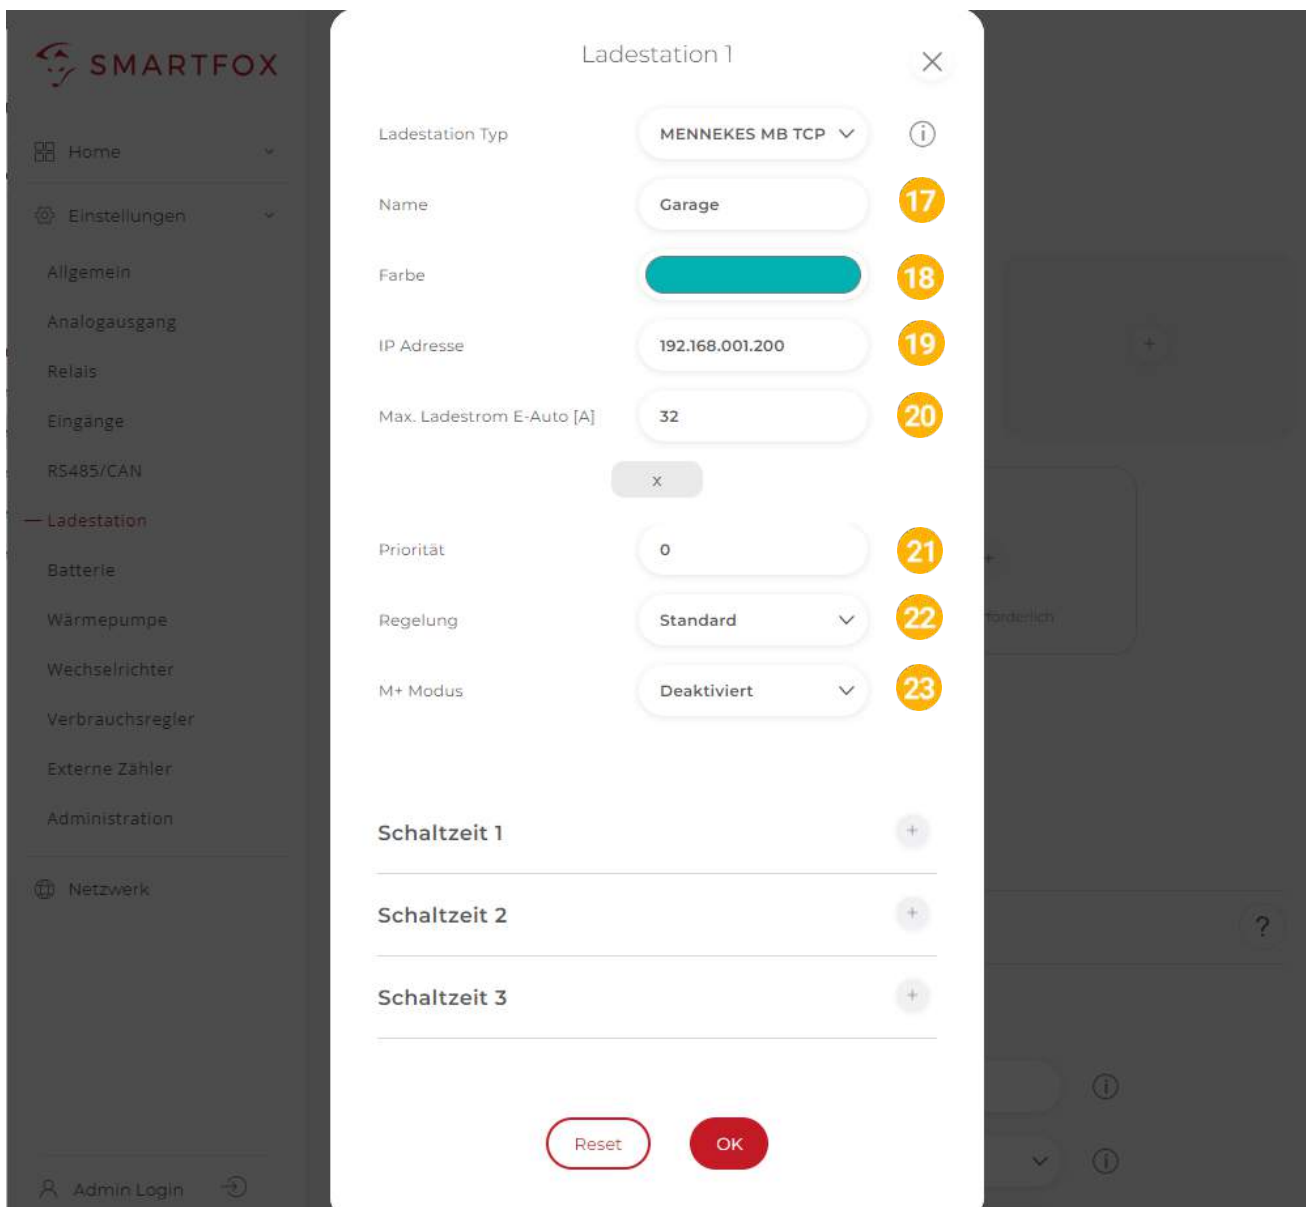 SMARTFOX
Home
Einstellungen
Allgemein
Analogausgang
Relais
Eingänge
RS485/CAN
Ladestation
Batterie
Wärmepumpe
Wechselrichter
Verbrauchsregler
Externe Zähler
Administration
Netzwerk
Admin Login
Ladestation 1
Ladestation Typ MENNEKES MB TCP
Name Garage 17
Farbe 18
IP Adresse 192.168.001.200 19
Max. Ladestrom E-Auto [A] 32 20
x
Priorität 0 21
Regelung Standard 22
M+ Modus Deaktiviert 23
Schaltzeit 1 +
Schaltzeit 2 +
Schaltzeit 3 +
Reset OK
+
+
?